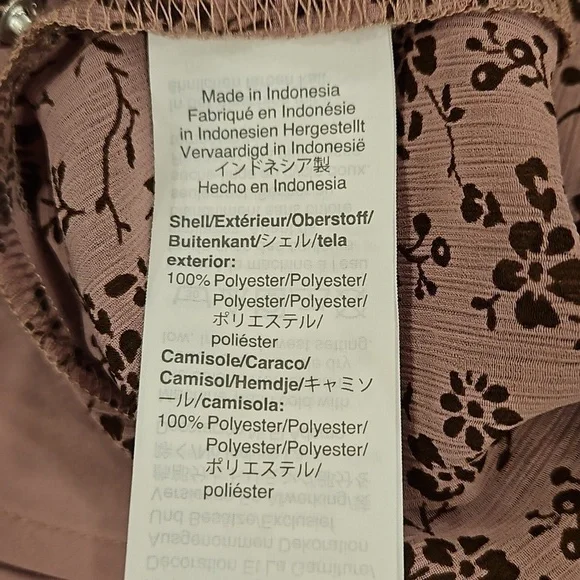 Made in Indonesia
Fabriqué en Indonésie
in Indonesien Hergestellt
Vervaardigd in Indonesië
インドネシア製
Hecho en Indonesia
Shell/Extérieur/Oberstoff/
Buitenkant/シェル/tela
exterior:
100% Polyester/Polyester/
Polyester/Polyester/
ポリエステル/
poliéster
Camisole/Caraco/
Camisol/Hemdje/キャミソ
ール/camisola:
100% Polyester/Polyester/
Polyester/Polyester/
ポリエステル/
poliéster